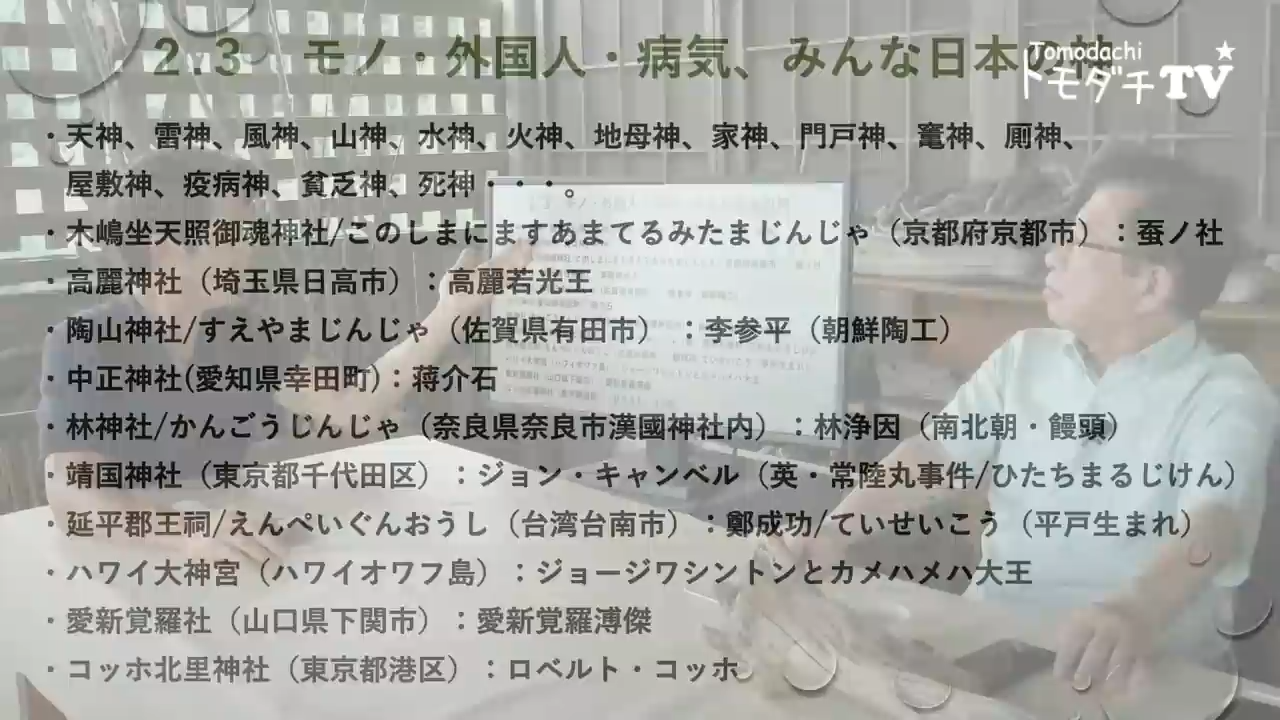 2.3　モノ・外国人・病気、みんな日本の神
Tomodachi
トモダチTV
・天神、雷神、風神、山神、水神、火神、地母神、家神、門戸神、竃神、厠神、
屋敷神、疫病神、貧乏神、死神・・・。
・木嶋坐天照御魂神社/このしまにますあまてるみたまじんじゃ（京都府京都市）：蚕ノ社
・高麗神社（埼玉県日高市）：高麗若光王
・陶山神社/すえやまじんじゃ（佐賀県有田市）：李参平（朝鮮陶工）
・中正神社(愛知県幸田町)：蒋介石
・林神社/かんごうじんじゃ（奈良県奈良市漢國神社内）：林浄因（南北朝・饅頭）
・靖国神社（東京都千代田区）：ジョン・キャンベル（英・常陸丸事件/ひたちまるじけん）
・延平郡王祠/えんぺいぐんおうし（台湾台南市）：鄭成功/ていせいこう（平戸生まれ）
・ハワイ大神宮（ハワイオワフ島）：ジョージワシントンとカメハメハ大王
・愛新覚羅社（山口県下関市）：愛新覚羅溥傑
・コッホ北里神社（東京都港区）：ロベルト・コッホ